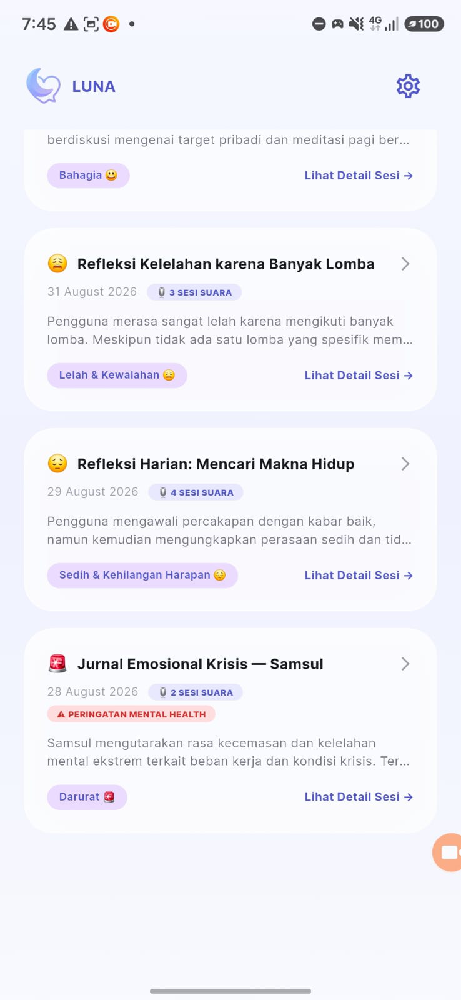 7:45
4G
100
LUNA
berdiskusi mengenai target pribadi dan meditasi pagi ber...
Bahagia 😃
Lihat Detail Sesi →
😩 Refleksi Kelelahan karena Banyak Lomba
31 August 2026 🎙️ 3 SESI SUARA
Pengguna merasa sangat lelah karena mengikuti banyak
lomba. Meskipun tidak ada satu lomba yang spesifik mem...
Lelah & Kewalahan 😩
Lihat Detail Sesi →
😔 Refleksi Harian: Mencari Makna Hidup
29 August 2026 🎙️ 4 SESI SUARA
Pengguna mengawali percakapan dengan kabar baik,
namun kemudian mengungkapkan perasaan sedih dan tid...
Sedih & Kehilangan Harapan 😔
Lihat Detail Sesi →
🚨 Jurnal Emosional Krisis — Samsul
28 August 2026 🎙️ 2 SESI SUARA
⚠ PERINGATAN MENTAL HEALTH
Samsul mengutarakan rasa kecemasan dan kelelahan
mental ekstrem terkait beban kerja dan kondisi krisis. Ter...
Darurat 🚨
Lihat Detail Sesi →